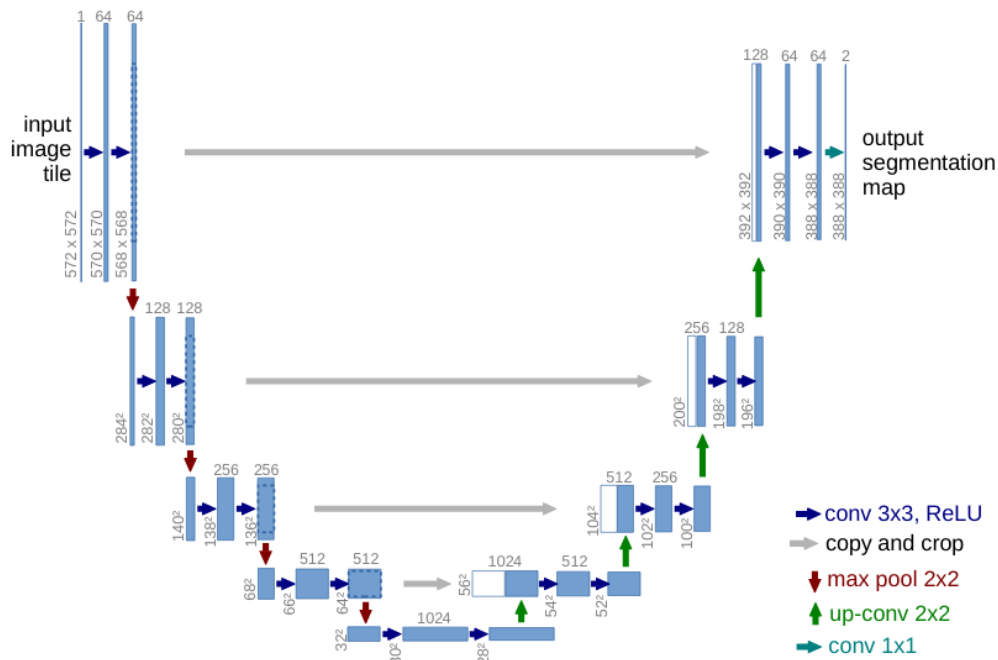 1 64 64
128 64 64 2
input
image
tile
output
segmentation
map
572 x 572
570 x 570
568 x 568
392 x 392
390 x 390
388 x 388
388 x 388
128 128
256 128
284²
282²
280²
200²
198²
196²
256 256
512 256
140²
138²
136²
104²
102²
100²
512 512
1024 512
68²
66²
64²
56²
54²
52²
1024
32²
30²
28²
conv 3x3, ReLU
copy and crop
max pool 2x2
up-conv 2x2
conv 1x1